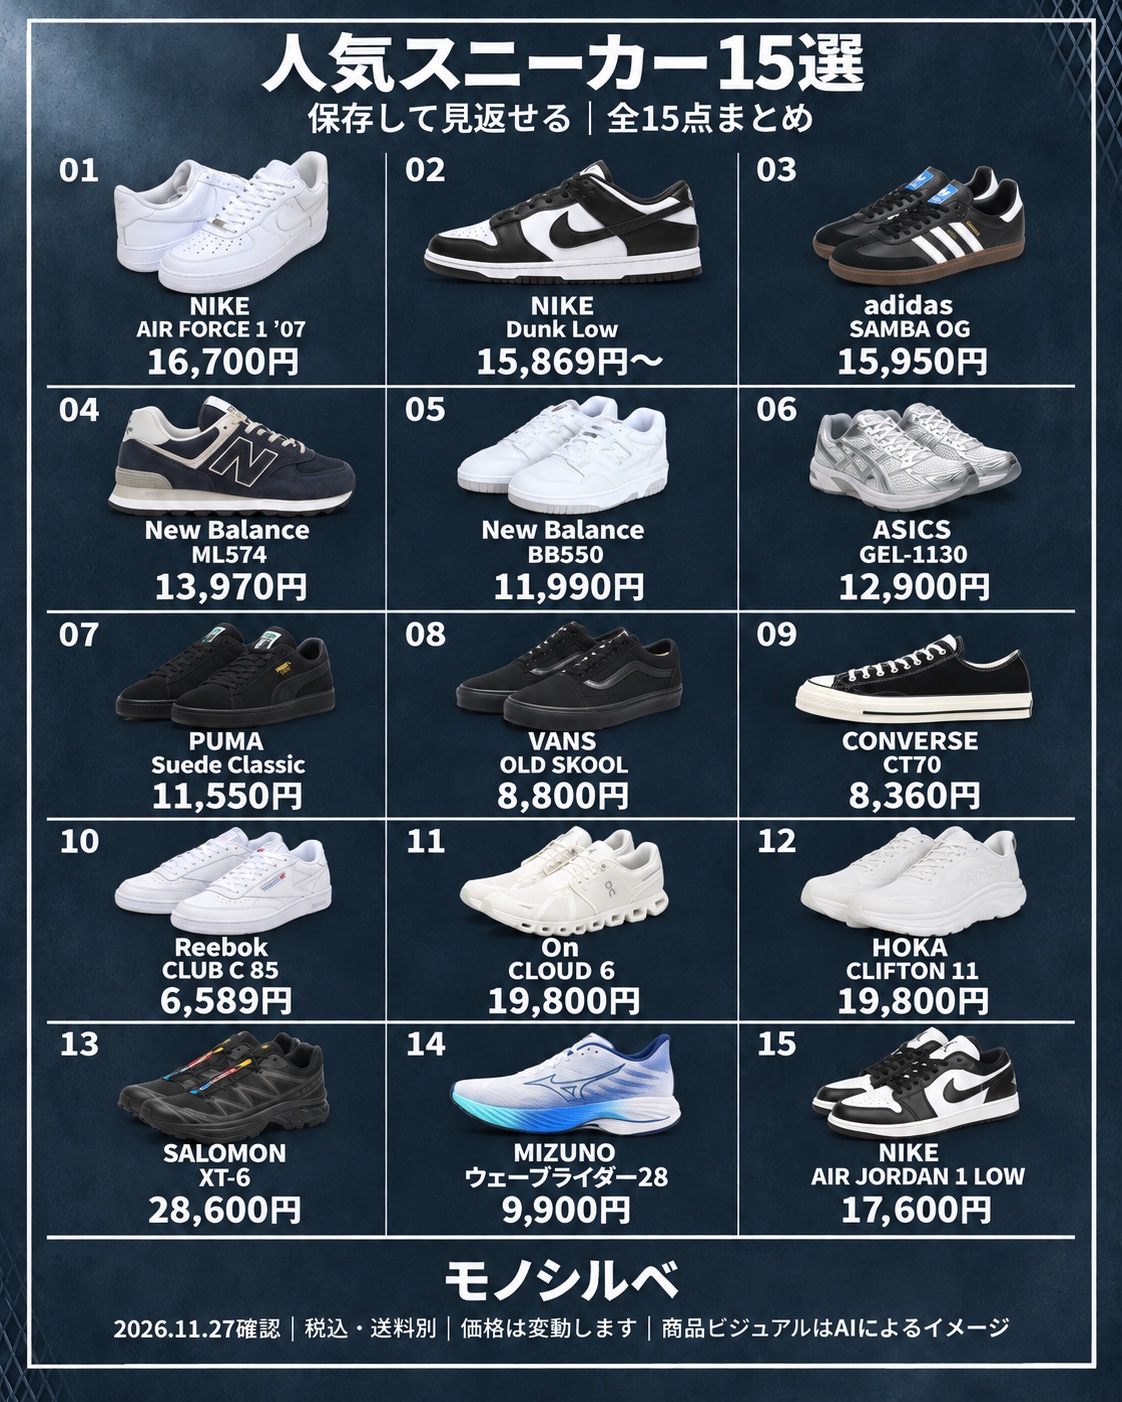 人気スニーカー15選
保存して見返せる｜全15点まとめ
01
NIKE
AIR FORCE 1 ’07
16,700円
02
NIKE
Dunk Low
15,869円〜
03
adidas
SAMBA OG
15,950円
04
New Balance
ML574
13,970円
05
New Balance
BB550
11,990円
06
ASICS
GEL-1130
12,900円
07
PUMA
Suede Classic
11,550円
08
VANS
OLD SKOOL
8,800円
09
CONVERSE
CT70
8,360円
10
Reebok
CLUB C 85
6,589円
11
On
CLOUD 6
19,800円
12
HOKA
CLIFTON 11
19,800円
13
SALOMON
XT-6
28,600円
14
MIZUNO
ウェーブライダー28
9,900円
15
NIKE
AIR JORDAN 1 LOW
17,600円
モノシルベ
2026.11.27確認｜税込・送料別｜価格は変動します｜商品ビジュアルはAIによるイメージ